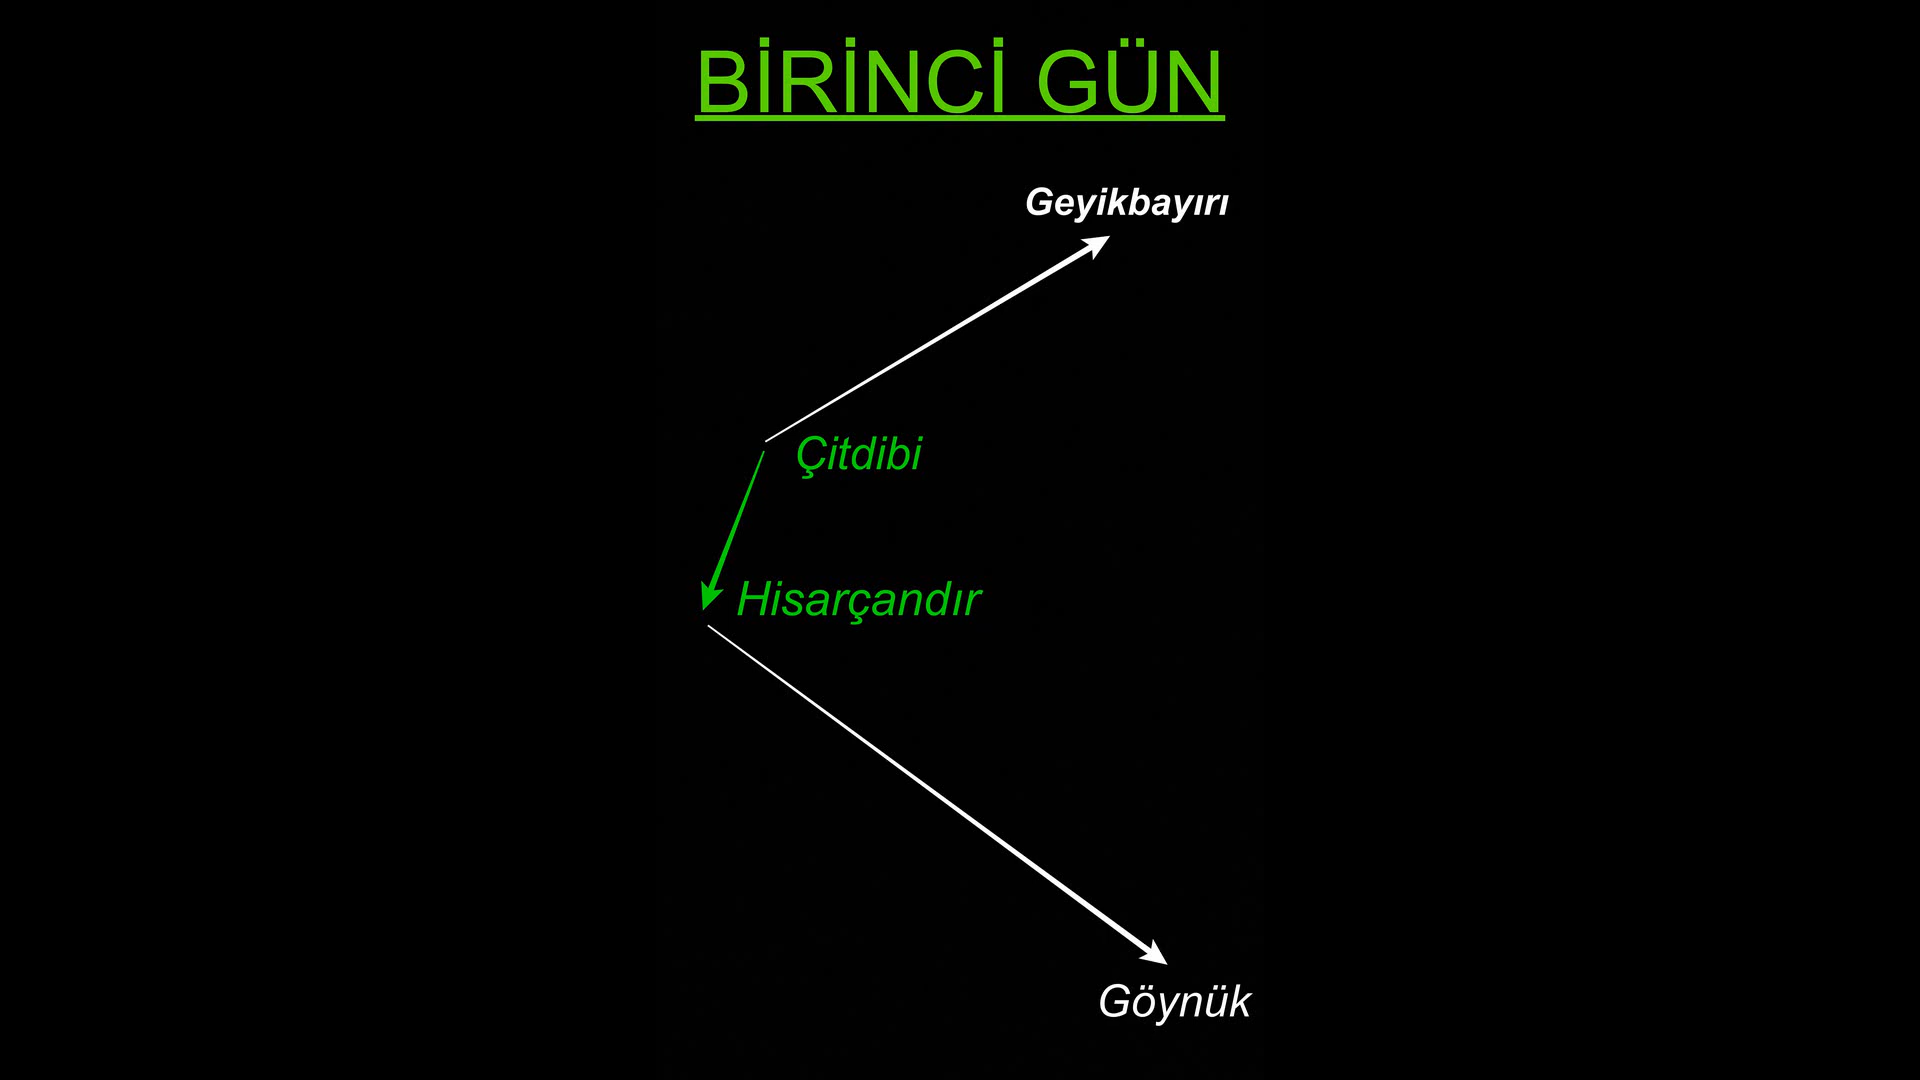 BİRİNCİ GÜN
Geyikbayırı
Çitdibi
Hisarçandır
Göynük